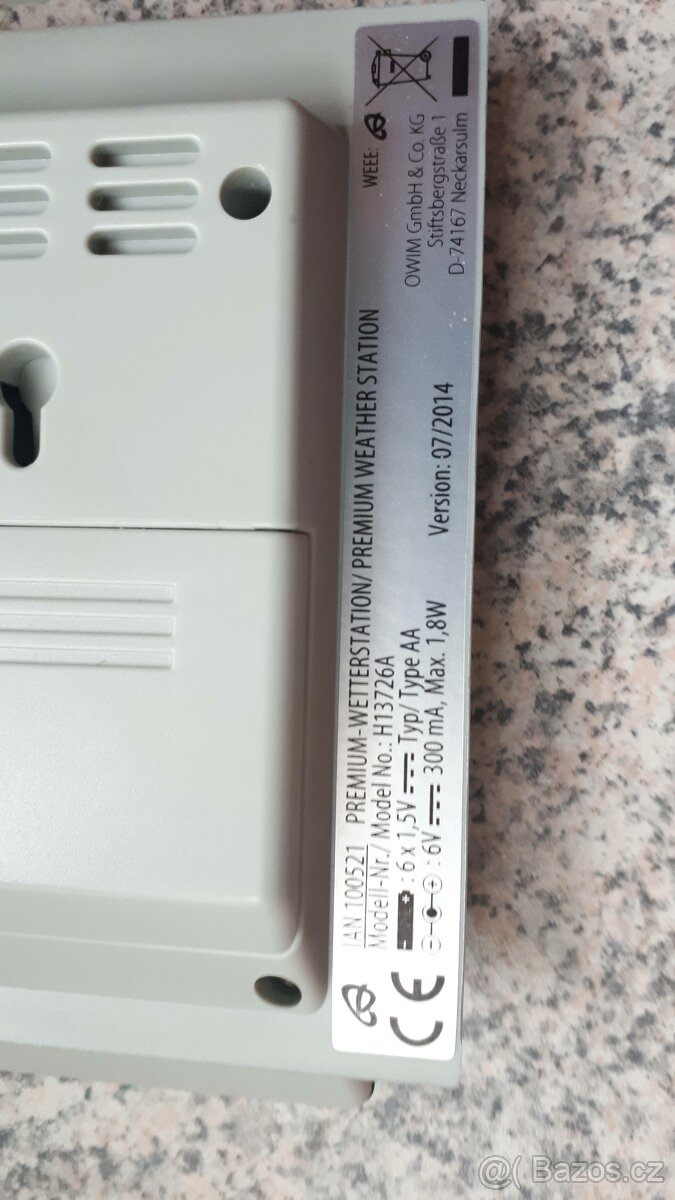 IAN 100521 PREMIUM-WETTERSTATION/ PREMIUM WEATHER STATION
Modell-Nr./ Model No.: H13726A
: 6 x 1,5V Typ/ Type AA
: 6V 300 mA, Max. 1,8W Version: 07/2014
CE
WEEE:
OWIM GmbH & Co. KG
Stiftsbergstraße 1
D-74167 Neckarsulm
@( Bazos.cz